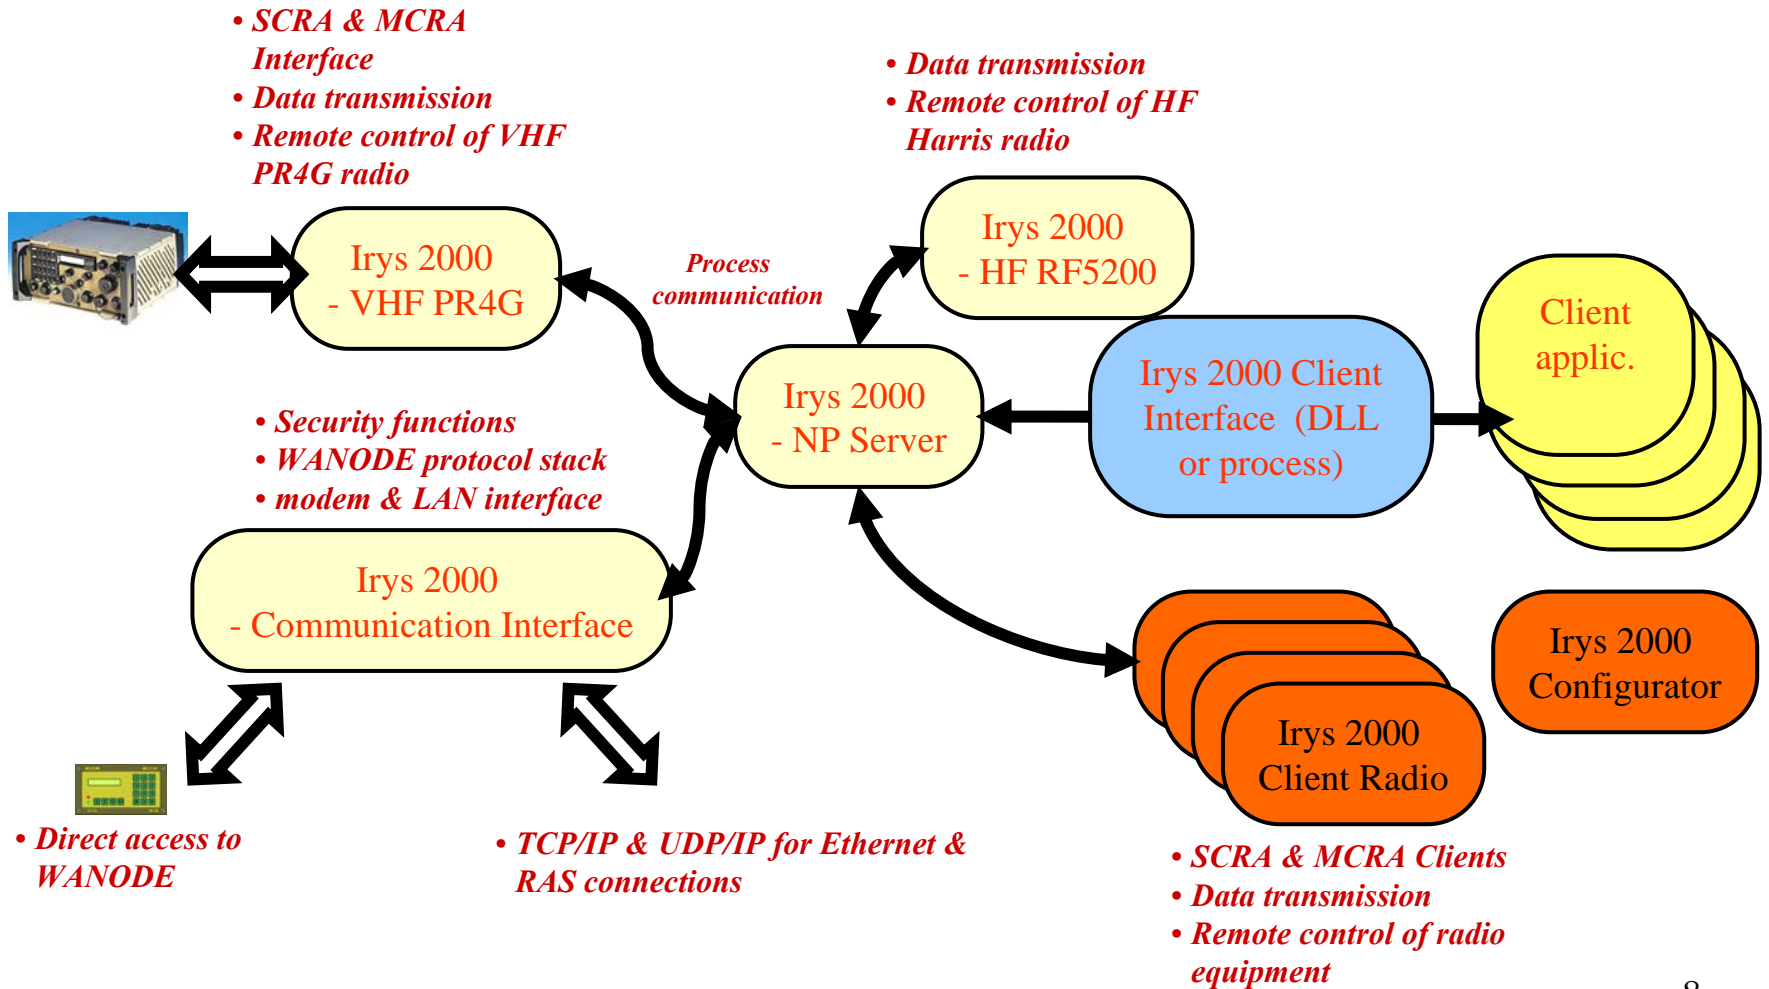 • SCRA & MCRA
Interface
• Data transmission
• Remote control of VHF
PR4G radio
• Data transmission
• Remote control of HF
Harris radio
Irys 2000
- VHF PR4G
Process
communication
Irys 2000
- HF RF5200
Client
applic.
Irys 2000
- NP Server
Irys 2000 Client
Interface (DLL
or process)
• Security functions
• WANODE protocol stack
• modem & LAN interface
Irys 2000
- Communication Interface
Irys 2000
Configurator
Irys 2000
Client Radio
• Direct access to
WANODE
• TCP/IP & UDP/IP for Ethernet &
RAS connections
• SCRA & MCRA Clients
• Data transmission
• Remote control of radio
equipment
8